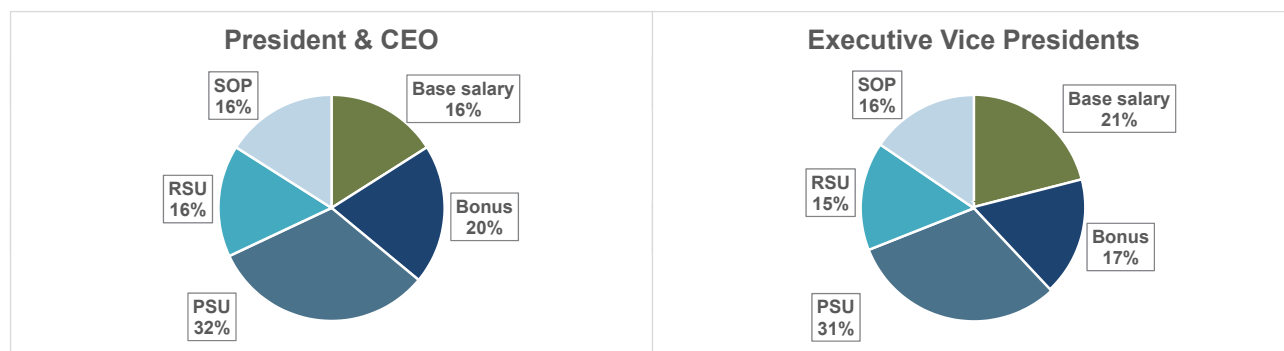 President & CEO
SOP
16%
Base salary
16%
RSU
16%
Bonus
20%
PSU
32%
Executive Vice Presidents
SOP
16%
Base salary
21%
RSU
15%
Bonus
17%
PSU
31%